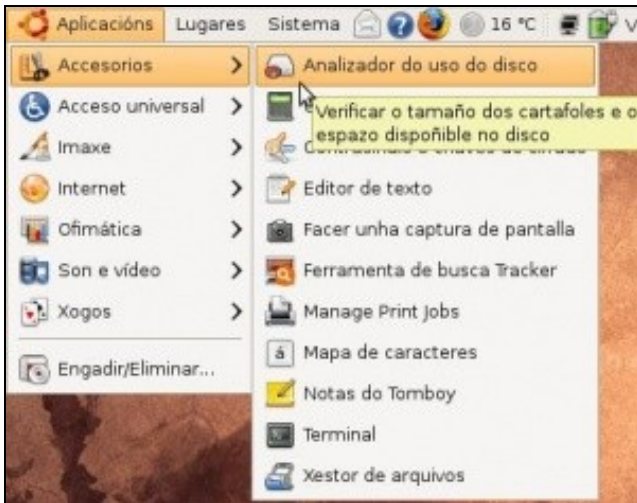 Aplicacións Lugares Sistema 16 °C
Accesorios
Acceso universal
Imaxe
Internet
Ofimática
Son e vídeo
Xogos
Engadir/Eliminar...
Analizador do uso do disco
Verificar o tamaño dos cartafoles e o
espazo dispoñible no disco
Editor de texto
Facer unha captura de pantalla
Ferramenta de busca Tracker
Manage Print Jobs
á Mapa de caracteres
Notas do Tomboy
Terminal
Xestor de arquivos